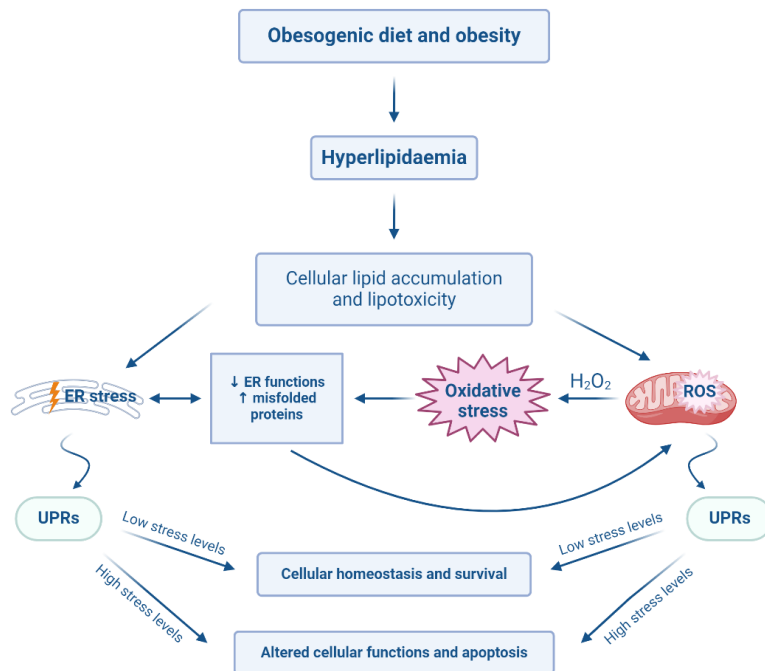 Obesogenic diet and obesity
Hyperlipidaemia
Cellular lipid accumulation
and lipotoxicity
ER stress
↓ ER functions
↑ misfolded
proteins
Oxidative
stress
H₂O₂
ROS
UPRs
UPRs
Low stress levels
Low stress levels
High stress levels
High stress levels
Cellular homeostasis and survival
Altered cellular functions and apoptosis